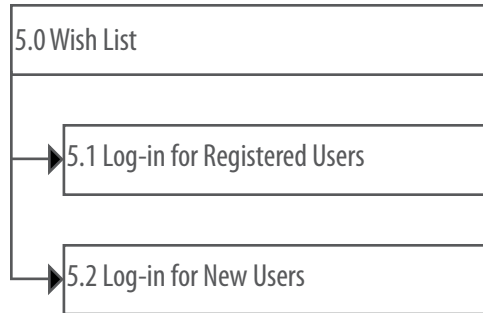 5.0 Wish List
5.1 Log-in for Registered Users
5.2 Log-in for New Users